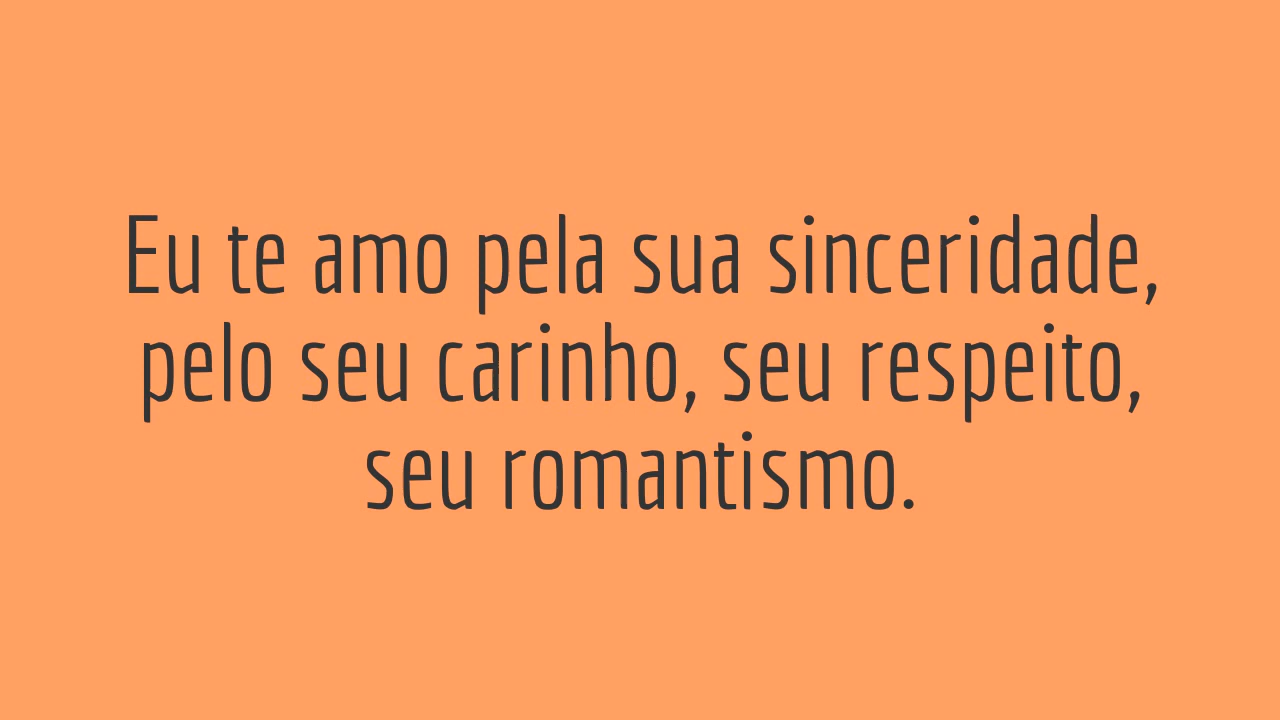 Eu te amo pela sua sinceridade,
pelo seu carinho, seu respeito,
seu romantismo.